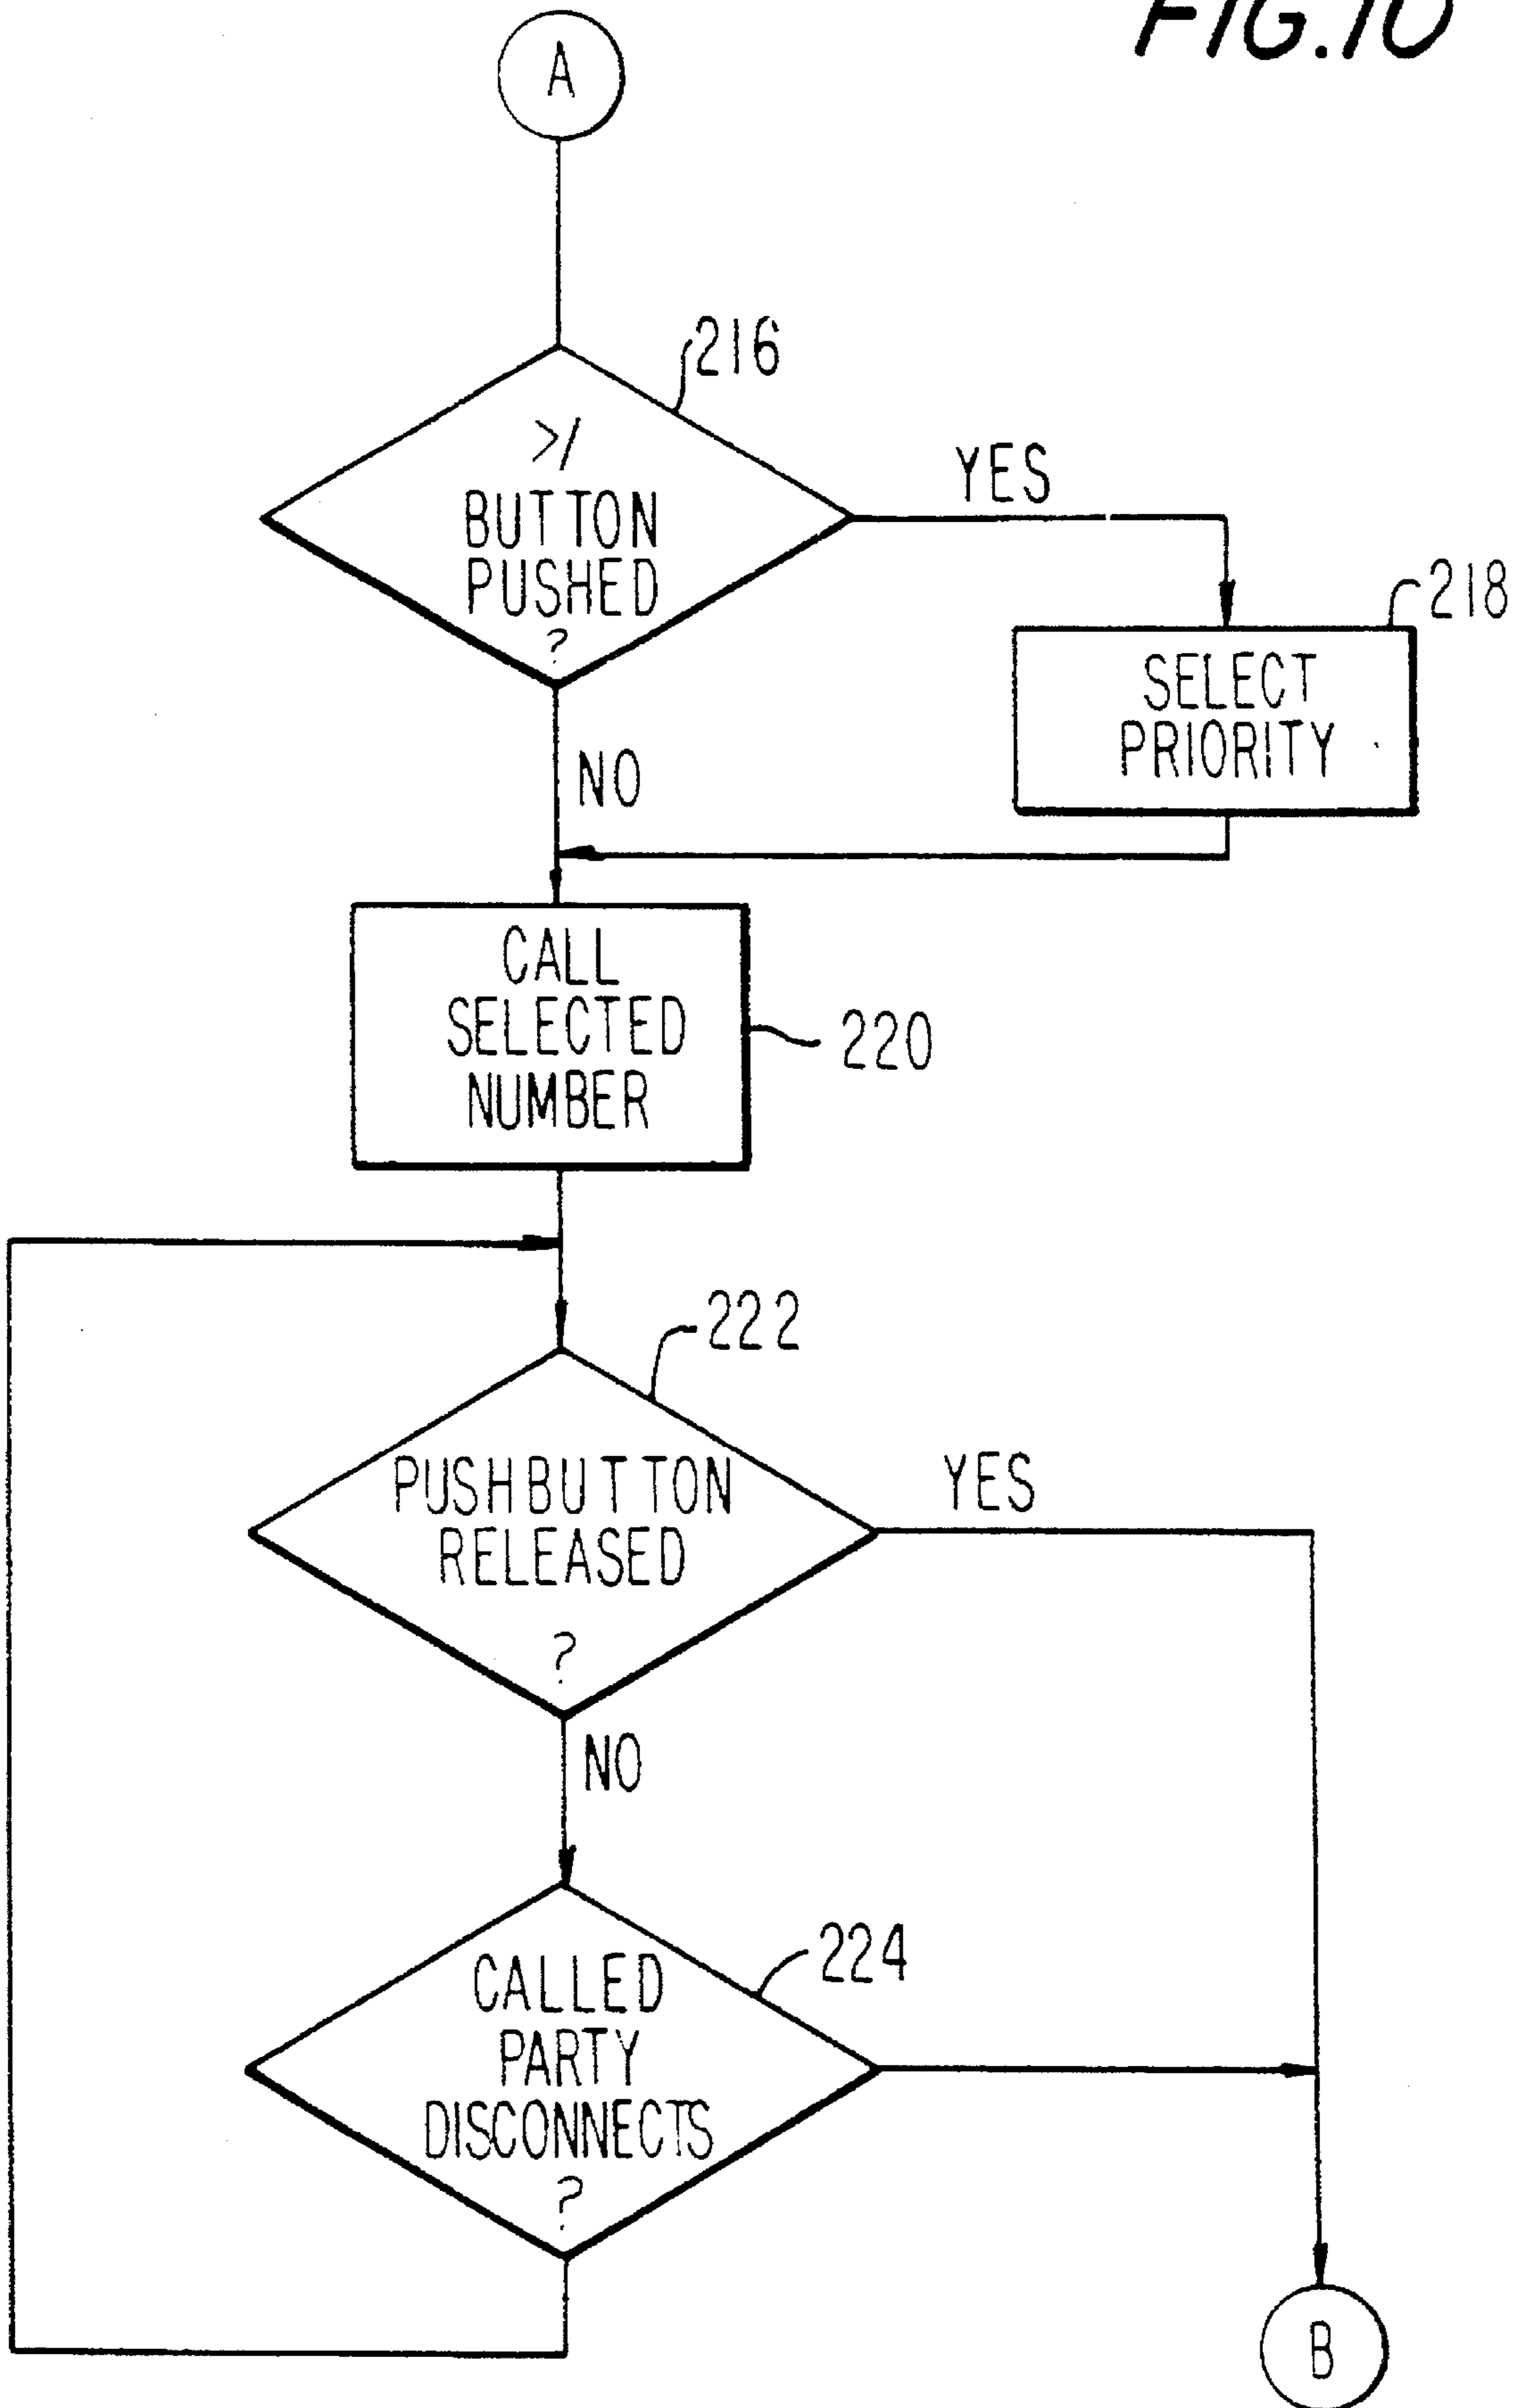 FIG.10
A
216
>/
BUTTON
PUSHED
?
YES
218
SELECT
PRIORITY
NO
CALL
SELECTED
NUMBER
220
222
PUSHBUTTON
RELEASED
?
YES
NO
224
CALLED
PARTY
DISCONNECTS
?
B